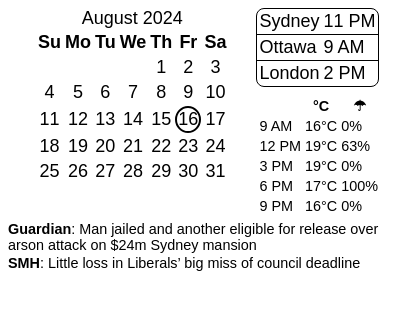 August 2024
Su Mo Tu We Th Fr Sa
1 2 3
4 5 6 7 8 9 10
11 12 13 14 15 16 17
18 19 20 21 22 23 24
25 26 27 28 29 30 31
Sydney 11 PM
Ottawa 9 AM
London 2 PM
°C ☂
9 AM 16°C 0%
12 PM 19°C 63%
3 PM 19°C 0%
6 PM 17°C 100%
9 PM 16°C 0%
Guardian: Man jailed and another eligible for release over
arson attack on $24m Sydney mansion
SMH: Little loss in Liberals’ big miss of council deadline